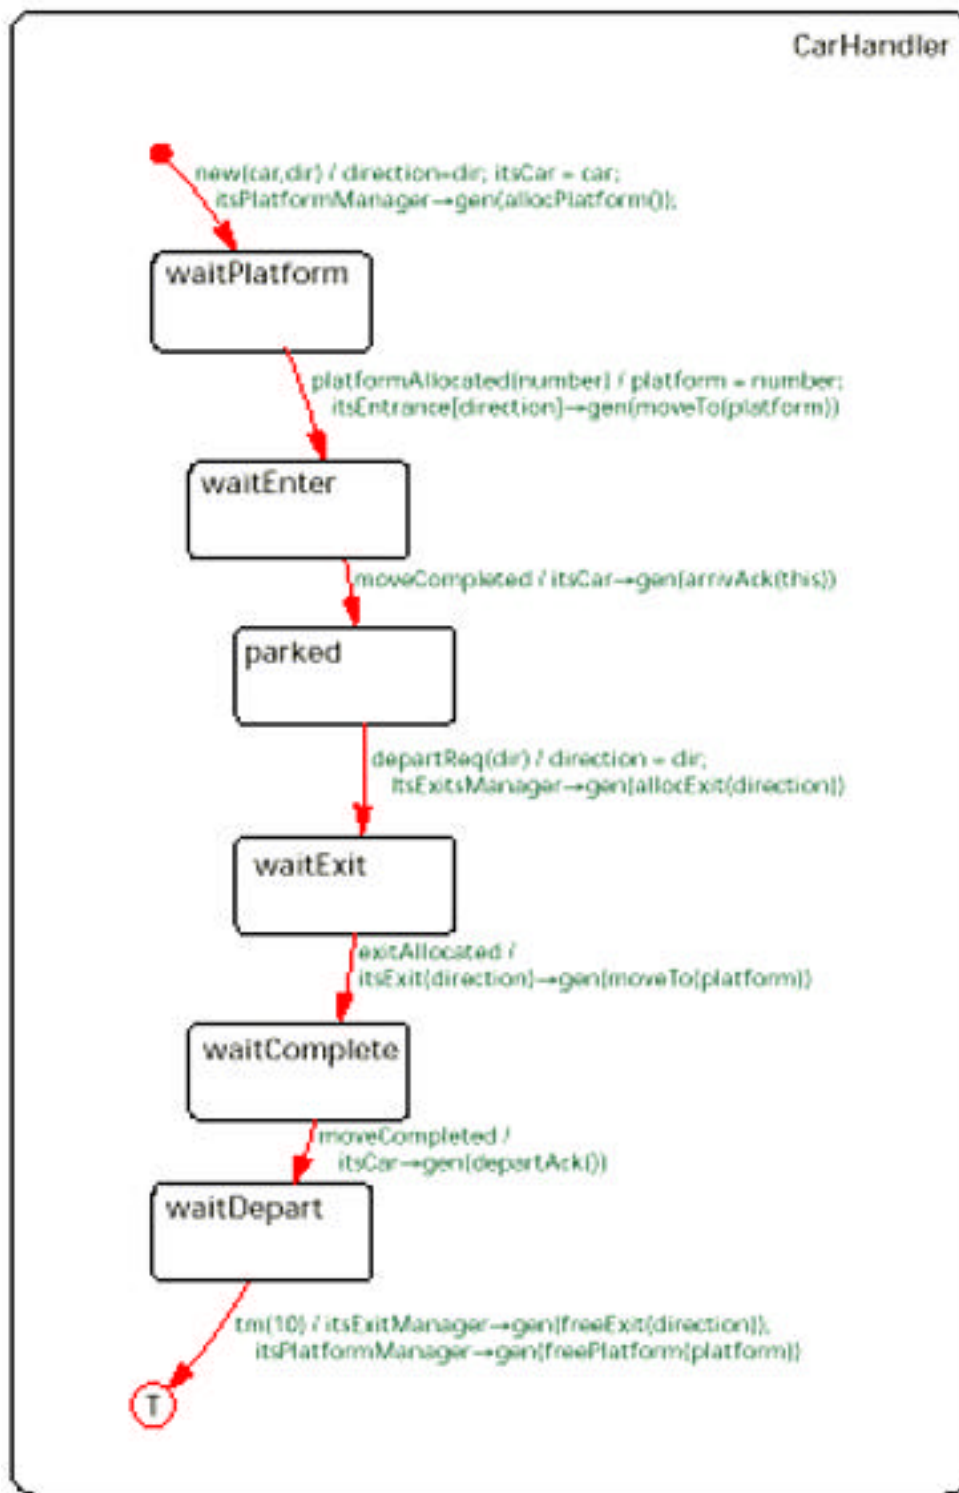 CarHandler
new(car,dir) / direction=dir; itsCar = car;
itsPlatformManager→gen(allocPlatform());
waitPlatform
platformAllocated(number) / platform = number;
itsEntrance[direction]→gen(moveTo(platform))
waitEnter
moveCompleted / itsCar→gen(arrivAck(this))
parked
departReq(dir) / direction = dir;
itsExitsManager→gen(allocExit(direction))
waitExit
exitAllocated /
itsExit(direction)→gen(moveTo(platform))
waitComplete
moveCompleted /
itsCar→gen(departAck())
waitDepart
tm(10) / itsExitManager→gen(freeExit(direction)),
itsPlatformManager→gen(freePlatform(platform))
T